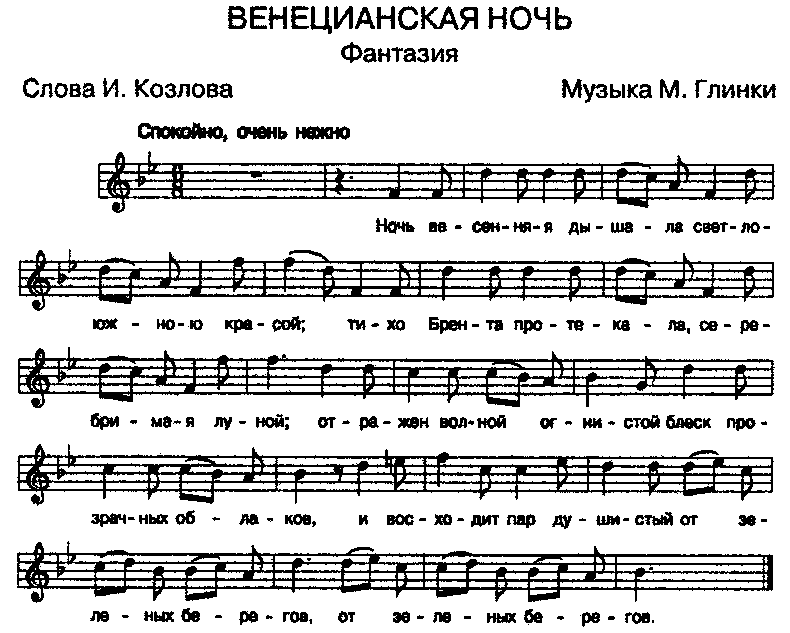 ВЕНЕЦИАНСКАЯ НОЧЬ
Фантазия
Слова И. Козлова Музыка М. Глинки
Спокойно, очень нежно
Ночь ве - сен-ня-я ды-ша - ла свет-ло-
юж - но-ю кра-сой; ти-хо Брен-та про-те - ка-ла, се-ре-
бри-ма-я лу-ной; от-ра-жен вол-ной ог-ни-стой блеск про-
зрач-ных об - ла-ков, и вос-хо-дит пар ду-ши-стый от зе-
ле-ных бе-ре-гов, от зе-ле-ных бе-ре-гов.